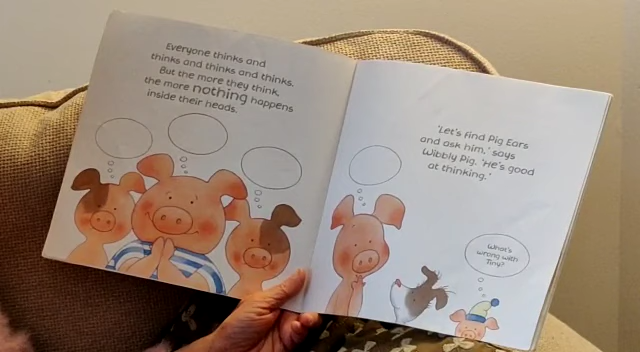 Everyone thinks and
thinks and thinks and thinks.
But the more they think,
the more nothing happens
inside their heads.
'Let's find Pig Ears
and ask him,' says
Wibbly Pig. 'He's good
at thinking.'
What's
wrong with
Tiny?